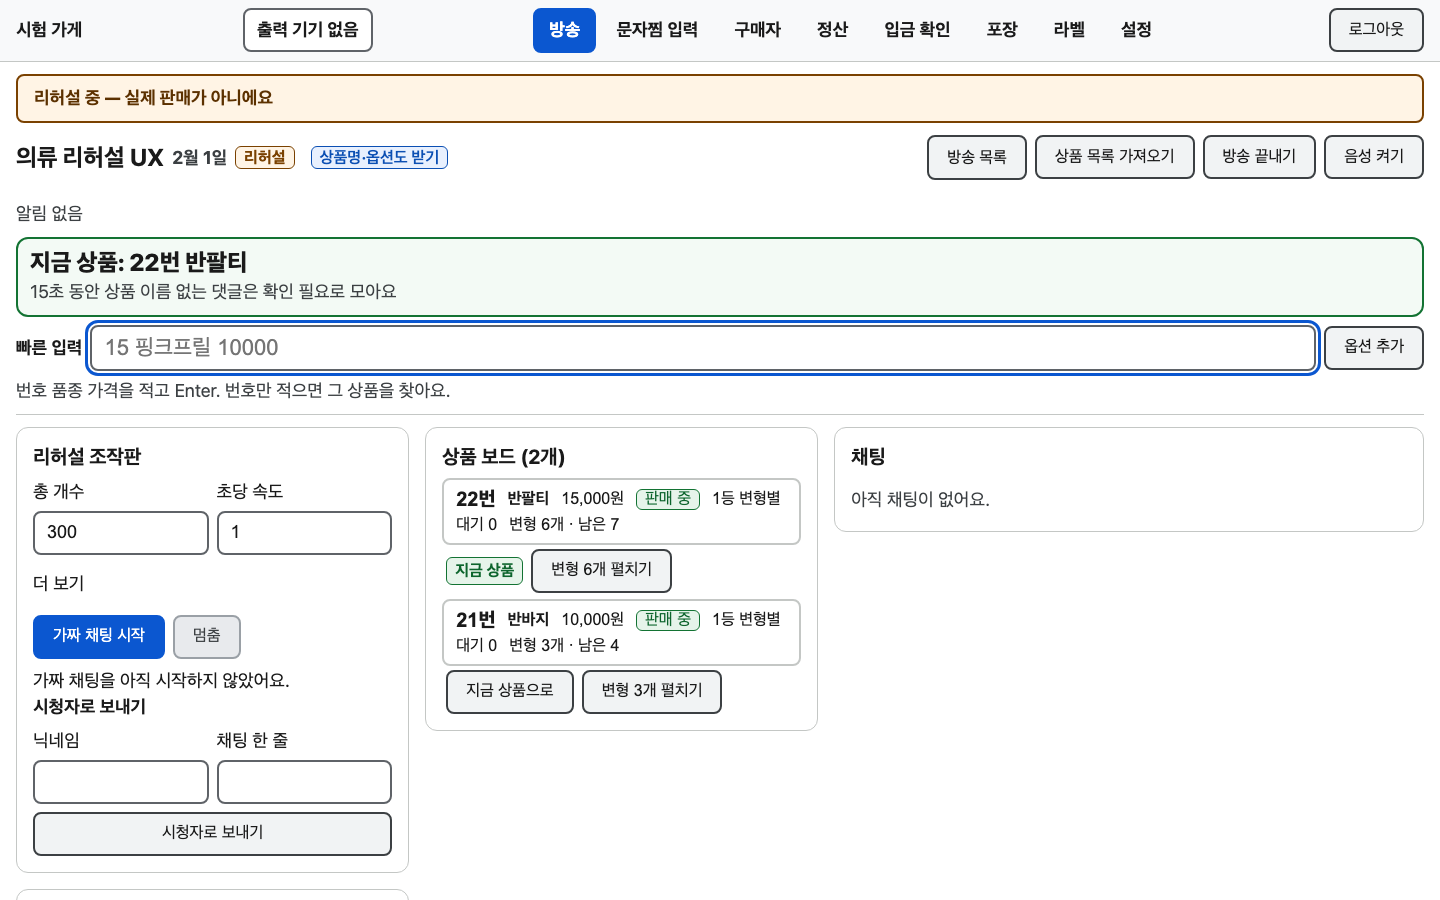 시험 가게
출력 기기 없음
방송
문자찜 입력
구매자
정산
입금 확인
포장
라벨
설정
로그아웃
리허설 중 — 실제 판매가 아니에요
의류 리허설 UX 2월 1일 리허설 상품명·옵션도 받기
방송 목록
상품 목록 가져오기
방송 끝내기
음성 켜기
알림 없음
지금 상품: 22번 반팔티
15초 동안 상품 이름 없는 댓글은 확인 필요로 모아요
빠른 입력 15 핑크프릴 10000 옵션 추가
번호 품종 가격을 적고 Enter. 번호만 적으면 그 상품을 찾아요.
리허설 조작판
총 개수 초당 속도
300 1
더 보기
가짜 채팅 시작 멈춤
가짜 채팅을 아직 시작하지 않았어요.
시청자로 보내기
닉네임 채팅 한 줄
시청자로 보내기
상품 보드 (2개)
22번 반팔티 15,000원 판매 중 1등 변형별
대기 0 변형 6개 · 남은 7
지금 상품 변형 6개 펼치기
21번 반바지 10,000원 판매 중 1등 변형별
대기 0 변형 3개 · 남은 4
지금 상품으로 변형 3개 펼치기
채팅
아직 채팅이 없어요.